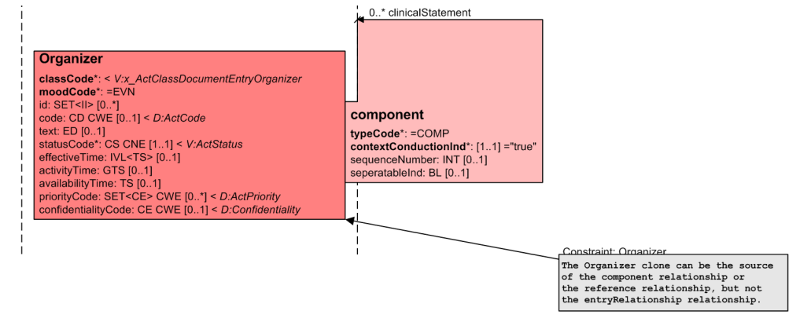 0..* clinicalStatement
Organizer
classCode*: < V:x_ActClassDocumentEntryOrganizer
moodCode*: =EVN
id: SET<II> [0..*]
code: CD CWE [0..1] < D:ActCode
text: ED [0..1]
statusCode*: CS CNE [1..1] < V:ActStatus
effectiveTime: IVL<TS> [0..1]
activityTime: GTS [0..1]
availabilityTime: TS [0..1]
priorityCode: SET<CE> CWE [0..*] < D:ActPriority
confidentialityCode: CE CWE [0..1] < D:Confidentiality
component
typeCode*: =COMP
contextConductionInd*: [1..1] ="true"
sequenceNumber: INT [0..1]
seperatableInd: BL [0..1]
Constraint: Organizer
The Organizer clone can be the source
of the component relationship or
the reference relationship, but not
the entryRelationship relationship.